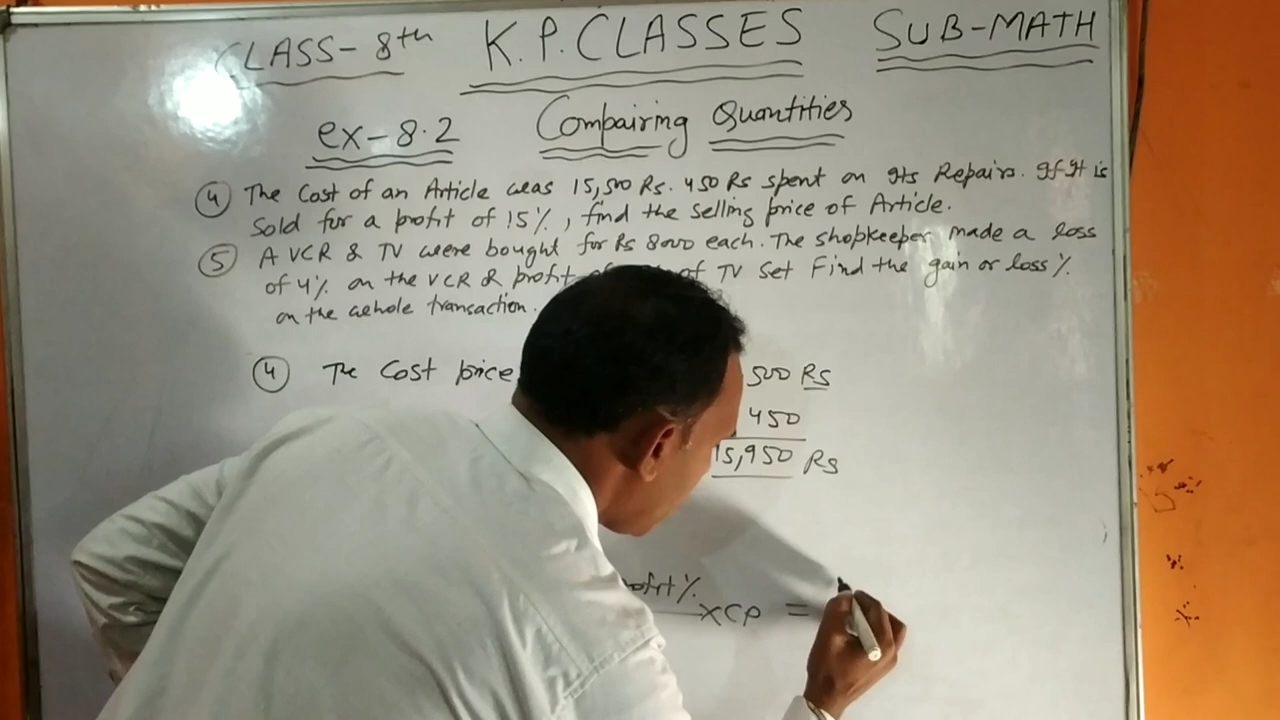 CLASS-8th K.P.CLASSES SUB-MATH
ex-8.2 Compairing Quantities
4 The Cost of an Article was 15,500 Rs. 450 Rs spent on Its Repairs. If It is
Sold for a profit of 15%, find the selling price of Article.
5 A VCR & TV were bought for Rs 8000 each. The shopkeeper made a loss
of 4% on the VCR & profit of TV Set Find the gain or loss %
on the whole transaction.
4 The Cost price 500 Rs
450
15,950 Rs
ofit%
×CP =